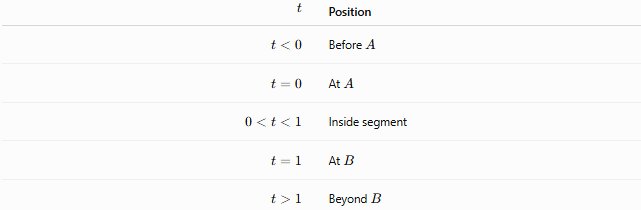 t Position
t < 0 Before A
t = 0 At A
0 < t < 1 Inside segment
t = 1 At B
t > 1 Beyond B